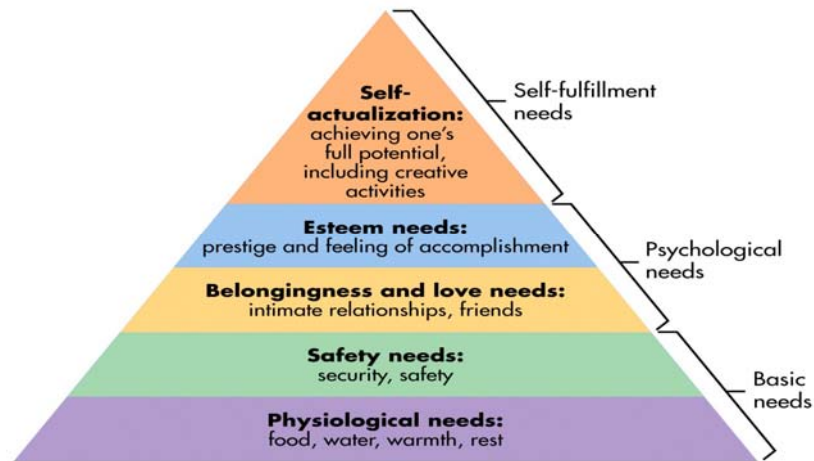 Self-
actualization:
achieving one's
full potential,
including creative
activities
Self-fulfillment
needs
Esteem needs:
prestige and feeling of accomplishment
Psychological
needs
Belongingness and love needs:
intimate relationships, friends
Safety needs:
security, safety
Basic
needs
Physiological needs:
food, water, warmth, rest